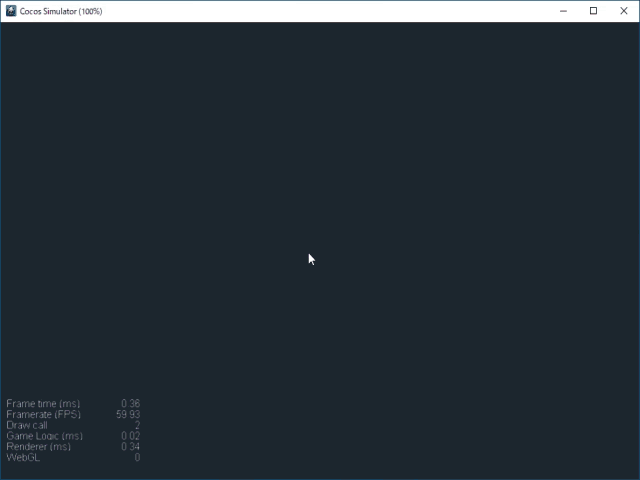 Cocos Simulator (100%)
Frame time (ms) 0.36
Framerate (FPS) 59.93
Draw call 2
Game Logic (ms) 0.02
Renderer (ms) 0.34
WebGL 0